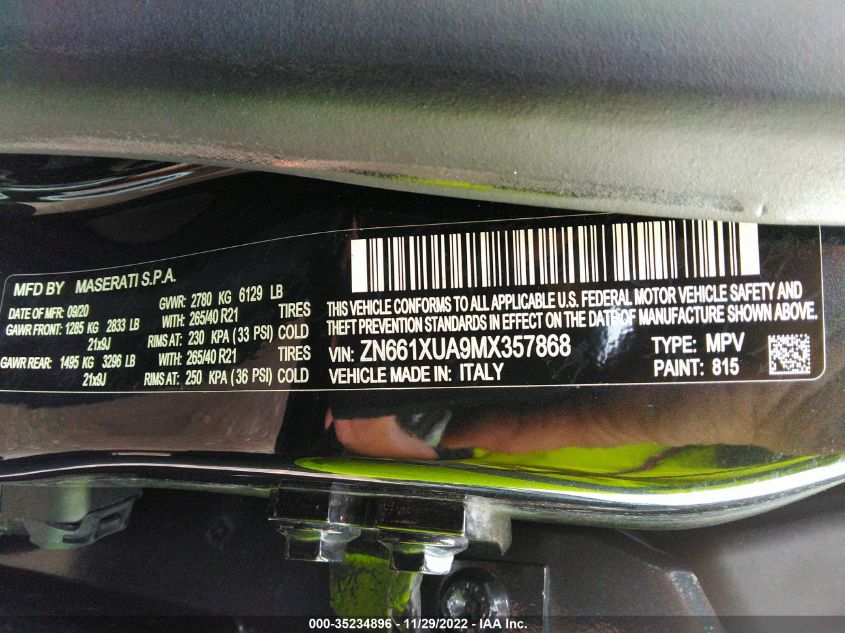 MFD BY MASERATI S.P.A.
DATE OF MFR: 09/20 GVWR: 2780 KG 6129 LB
GAWR FRONT: 1285 KG 2833 LB WITH: 265/40 R21 TIRES
21x9J RIMS AT: 230 KPA (33 PSI) COLD
GAWR REAR: 1495 KG 3296 LB WITH: 265/40 R21 TIRES
21x9J RIMS AT: 250 KPA (36 PSI) COLD
THIS VEHICLE CONFORMS TO ALL APPLICABLE U.S. FEDERAL MOTOR VEHICLE SAFETY AND
THEFT PREVENTION STANDARDS IN EFFECT ON THE DATE OF MANUFACTURE SHOWN ABOVE.
VIN: ZN661XUA9MX357868 TYPE: MPV
VEHICLE MADE IN: ITALY PAINT: 815
000-35234896 - 11/29/2022 - IAA Inc.